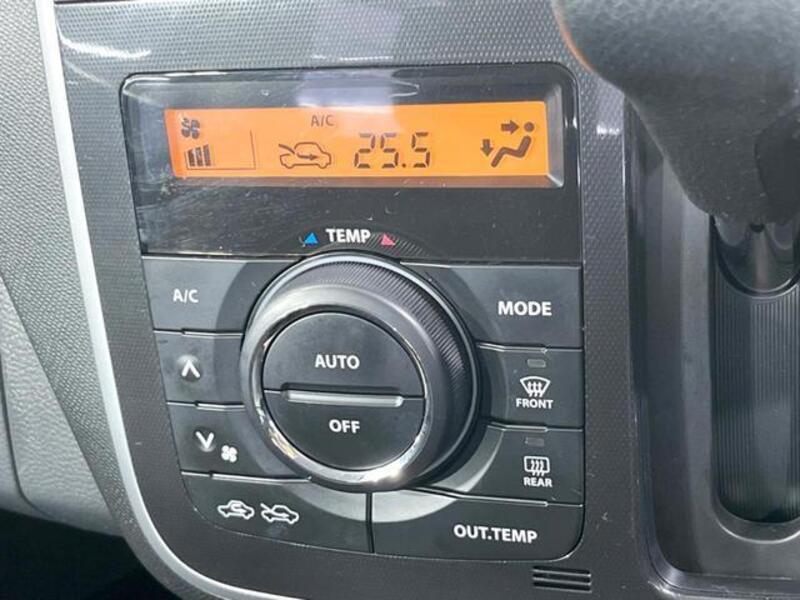 A/C
25.5
TEMP
A/C
MODE
AUTO
FRONT
OFF
REAR
OUT.TEMP